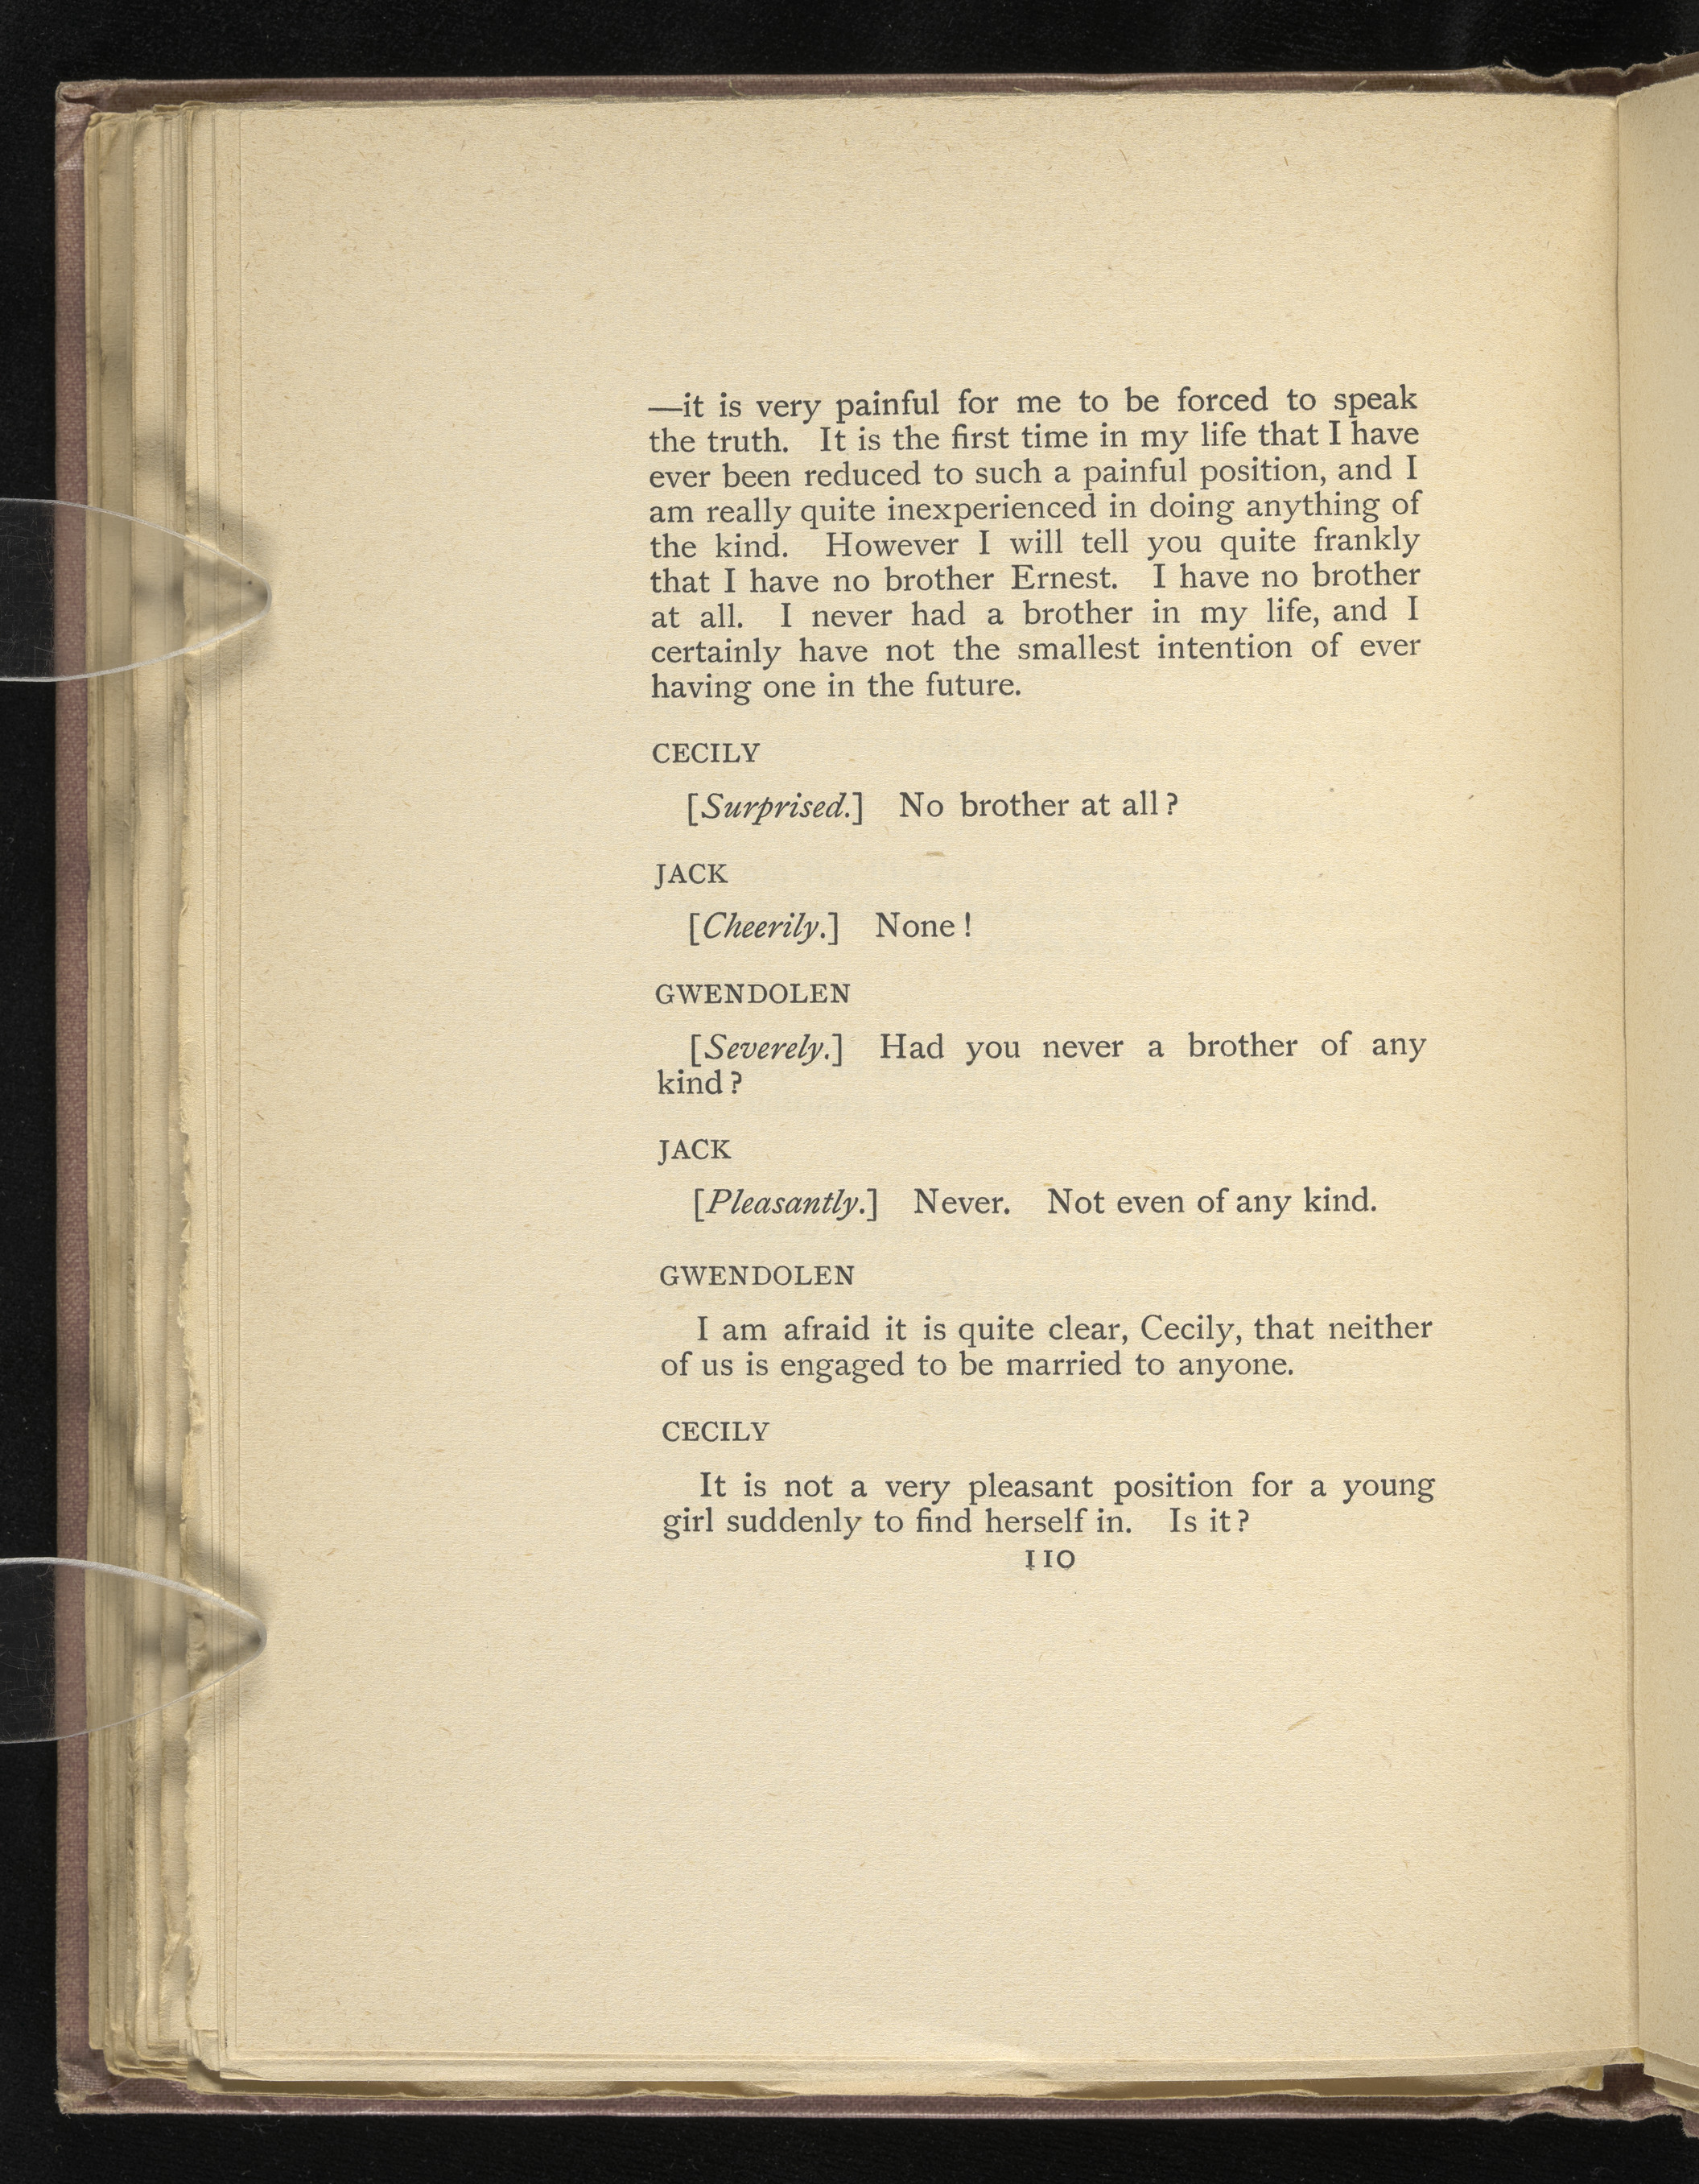 —it is very painful for me to be forced to speak
the truth. It is the first time in my life that I have
ever been reduced to such a painful position, and I
am really quite inexperienced in doing anything of
the kind. However I will tell you quite frankly
that I have no brother Ernest. I have no brother
at all. I never had a brother in my life, and I
certainly have not the smallest intention of ever
having one in the future.
CECILY
[Surprised.] No brother at all?
JACK
[Cheerily.] None!
GWENDOLEN
[Severely.] Had you never a brother of any
kind?
JACK
[Pleasantly.] Never. Not even of any kind.
GWENDOLEN
I am afraid it is quite clear, Cecily, that neither
of us is engaged to be married to anyone.
CECILY
It is not a very pleasant position for a young
girl suddenly to find herself in. Is it?
110